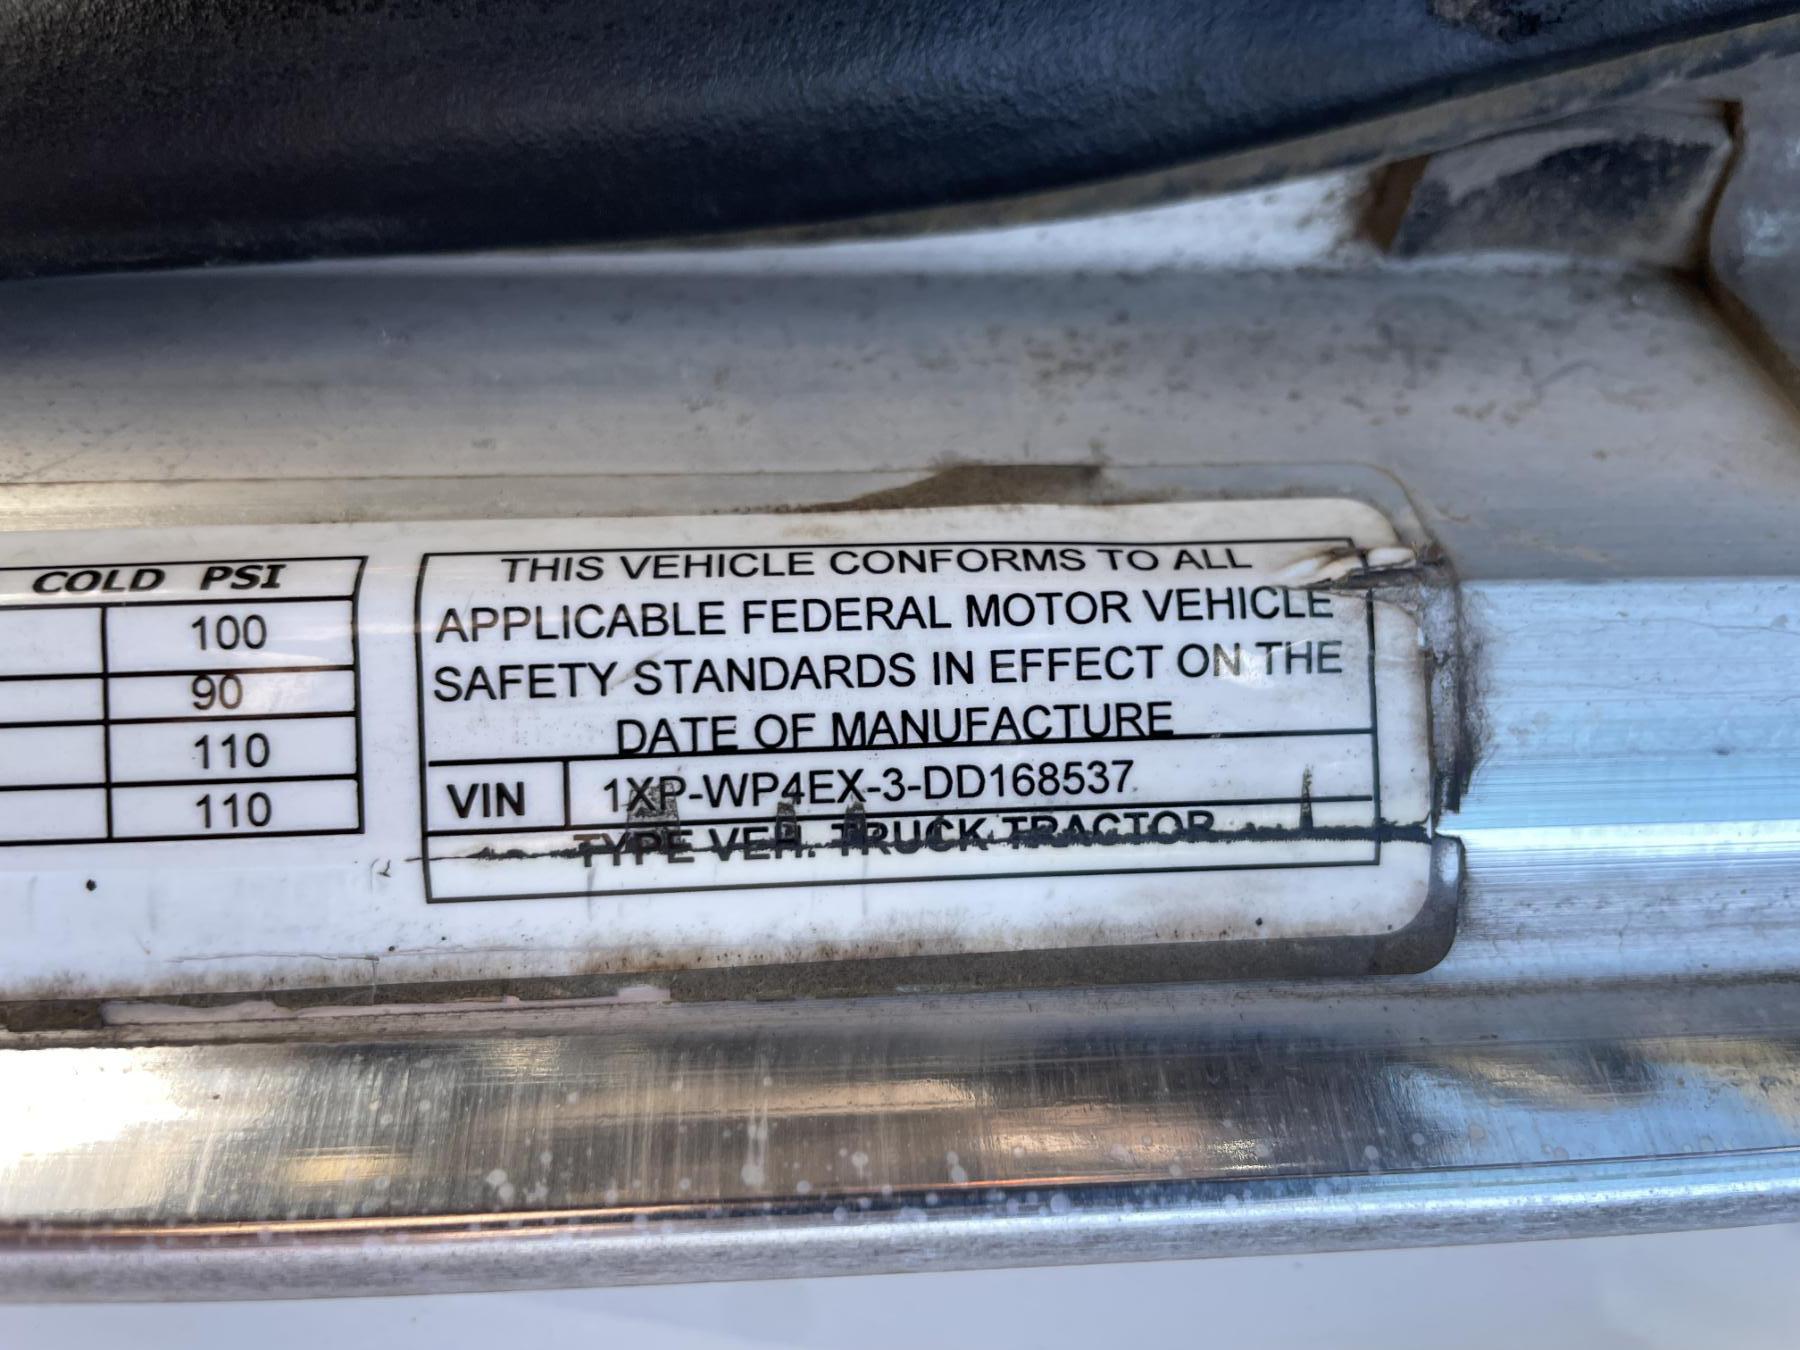 COLD PSI
100
90
110
110
THIS VEHICLE CONFORMS TO ALL
APPLICABLE FEDERAL MOTOR VEHICLE
SAFETY STANDARDS IN EFFECT ON THE
DATE OF MANUFACTURE
VIN 1XP-WP4EX-3-DD168537
TYPE VEH. TRUCK TRACTOR